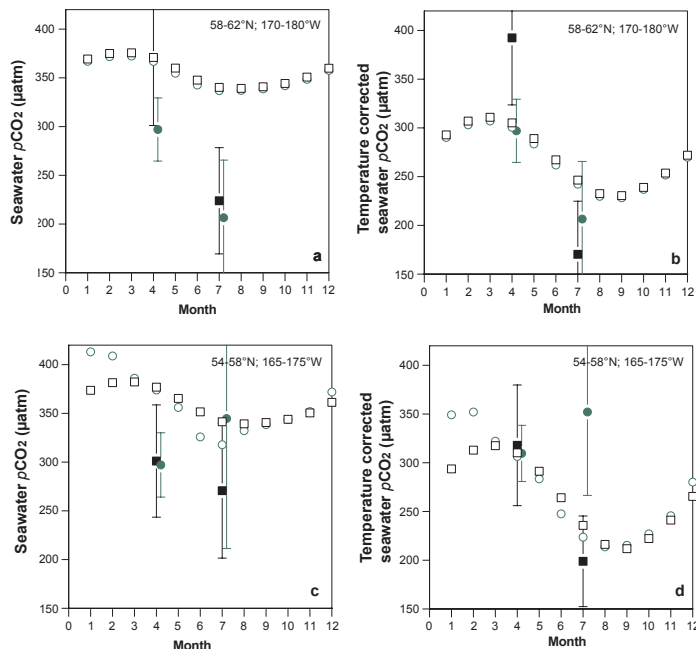 58-62°N; 170-180°W
Seawater pCO2 (µatm)
400
350
300
250
200
150
0 1 2 3 4 5 6 7 8 9 10 11 12
Month
a
58-62°N; 170-180°W
Temperature corrected
seawater pCO2 (µatm)
400
350
300
250
200
150
0 1 2 3 4 5 6 7 8 9 10 11 12
Month
b
54-58°N; 165-175°W
Seawater pCO2 (µatm)
400
350
300
250
200
150
0 1 2 3 4 5 6 7 8 9 10 11 12
Month
c
54-58°N; 165-175°W
Temperature corrected
seawater pCO2 (µatm)
400
350
300
250
200
150
0 1 2 3 4 5 6 7 8 9 10 11 12
Month
d